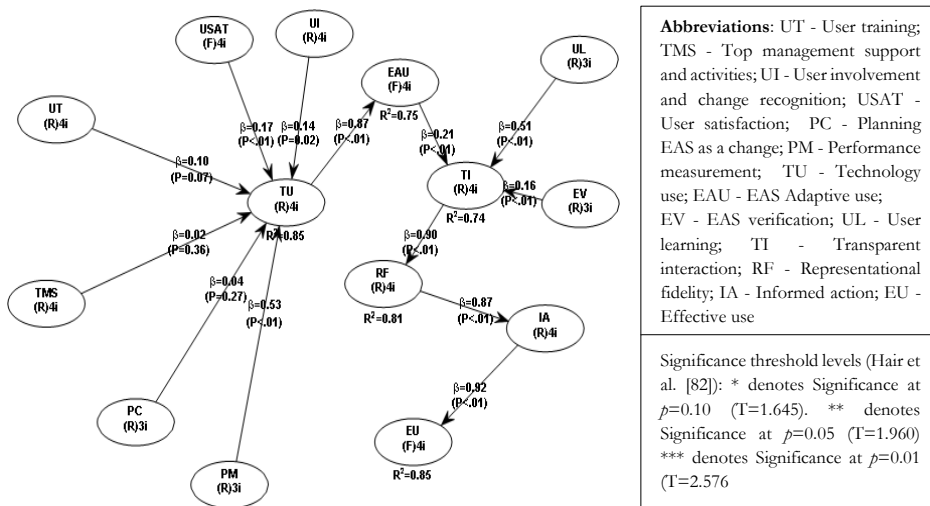 USAT
(F)4i
UI
(R)4i
UL
(R)3i
EAU
(F)4i
R²=0.75
UT
(R)4i
β=0.17
(P<.01)
β=0.14
(P=0.02)
β=0.87
(P<.01)
β=0.21
(P<.01)
β=0.51
(P<.01)
β=0.10
(P=0.07)
TU
(R)4i
R²=0.85
TI
(R)4i
R²=0.74
β=0.16
(P<.01)
EV
(R)3i
β=0.02
(P=0.36)
β=0.90
(P<.01)
TMS
(R)4i
β=0.04
(P=0.27)
β=0.53
(P<.01)
RF
(R)4i
R²=0.81
β=0.87
(P<.01)
IA
(R)4i
β=0.92
(P<.01)
PC
(R)3i
EU
(F)4i
R²=0.85
PM
(R)3i
Abbreviations: UT - User training;
TMS - Top management support
and activities; UI - User involvement
and change recognition; USAT -
User satisfaction; PC - Planning
EAS as a change; PM - Performance
measurement; TU - Technology
use; EAU - EAS Adaptive use;
EV - EAS verification; UL - User
learning; TI - Transparent
interaction; RF - Representational
fidelity; IA - Informed action; EU -
Effective use
Significance threshold levels (Hair et
al. [82]): * denotes Significance at
p=0.10 (T=1.645). ** denotes
Significance at p=0.05 (T=1.960)
*** denotes Significance at p=0.01
(T=2.576